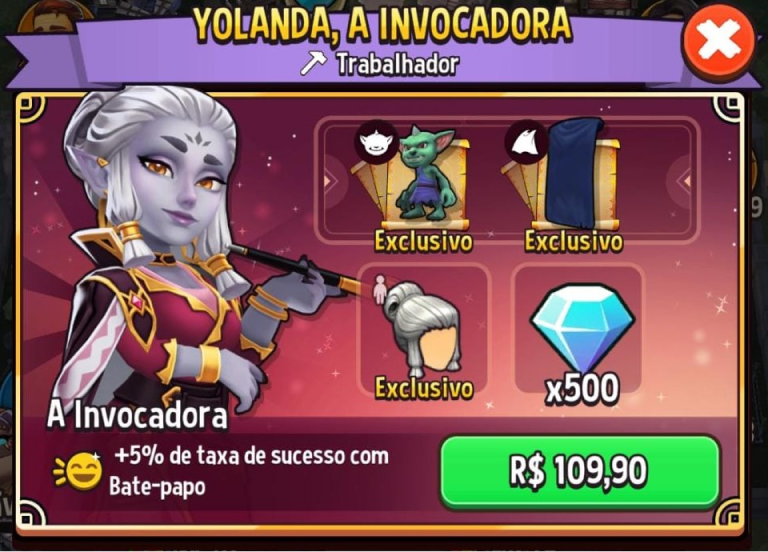 YOLANDA, A INVOCADORA
Trabalhador
Exclusivo
Exclusivo
Exclusivo
x500
A Invocadora
+5% de taxa de sucesso com
Bate-papo
R$ 109,90